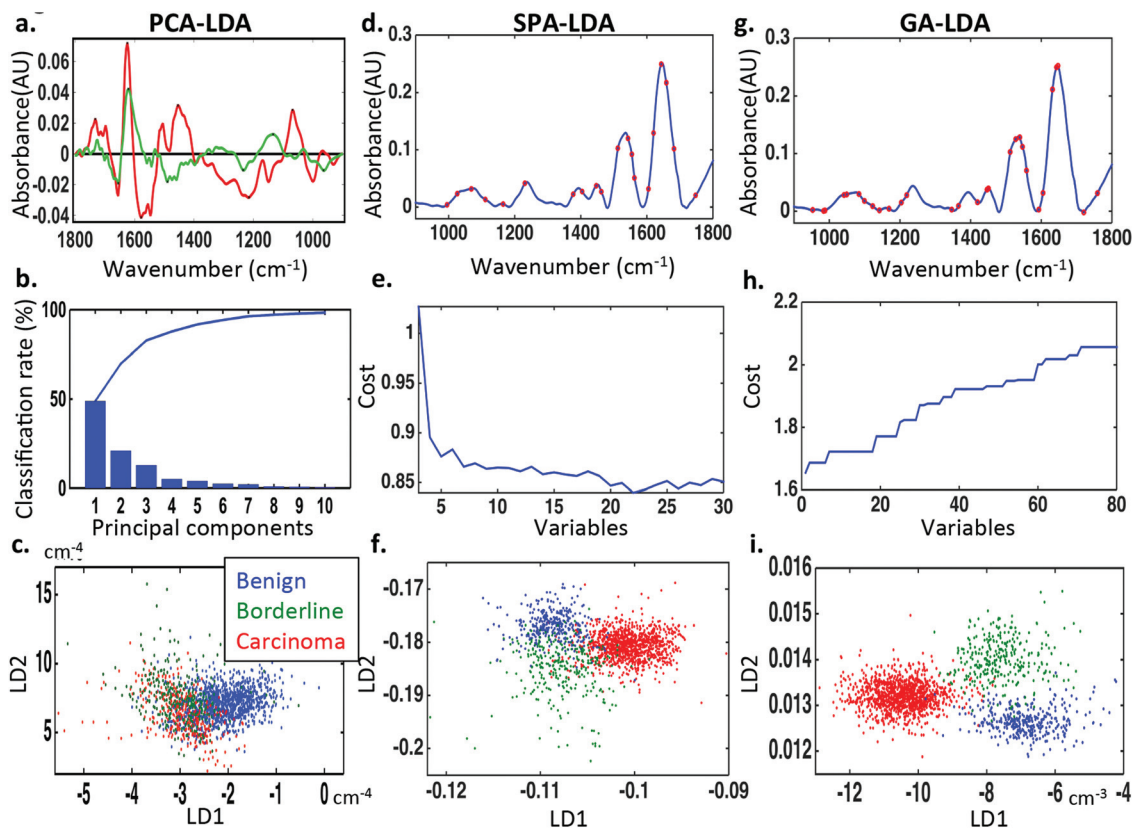 a. PCA-LDA
Absorbance(AU)
0.06
0.04
0.02
0
-0.02
0.04
1800 1600 1400 1200 1000
Wavenumber (cm-1)
d. SPA-LDA
Absorbance(AU)
0.3
0.2
0.1
0
1000 1200 1400 1600 1800
Wavenumber (cm-1)
g. GA-LDA
Absorbance(AU)
0.3
0.2
0.1
0
1000 1200 1400 1600 1800
Wavenumber (cm-1)
b.
Classification rate (%)
100
50
0
1 2 3 4 5 6 7 8 9 10
Principal components
e.
Cost
1
0.95
0.9
0.85
5 10 15 20 25 30
Variables
h.
Cost
2.2
2
1.8
1.6
0 20 40 60 80
Variables
c. cm-4
LD2
15
10
5
-5 -4 -3 -2 -1 0 cm-4
LD1
Benign
Borderline
Carcinoma
f.
LD2
-0.17
-0.18
-0.19
-0.2
-0.12 -0.11 -0.1 -0.09
LD1
i.
LD2
0.016
0.015
0.014
0.013
0.012
-12 -10 -8 -6 cm-3 -4
LD1